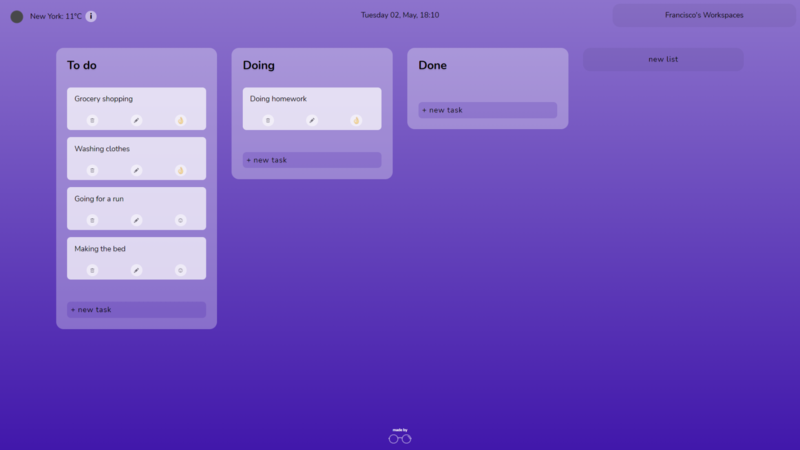 New York: 11°C i
Tuesday 02, May, 18:10
Francisco's Workspaces
To do
Grocery shopping
Washing clothes
Going for a run
Making the bed
+ new task
Doing
Doing homework
+ new task
Done
+ new task
new list
made by